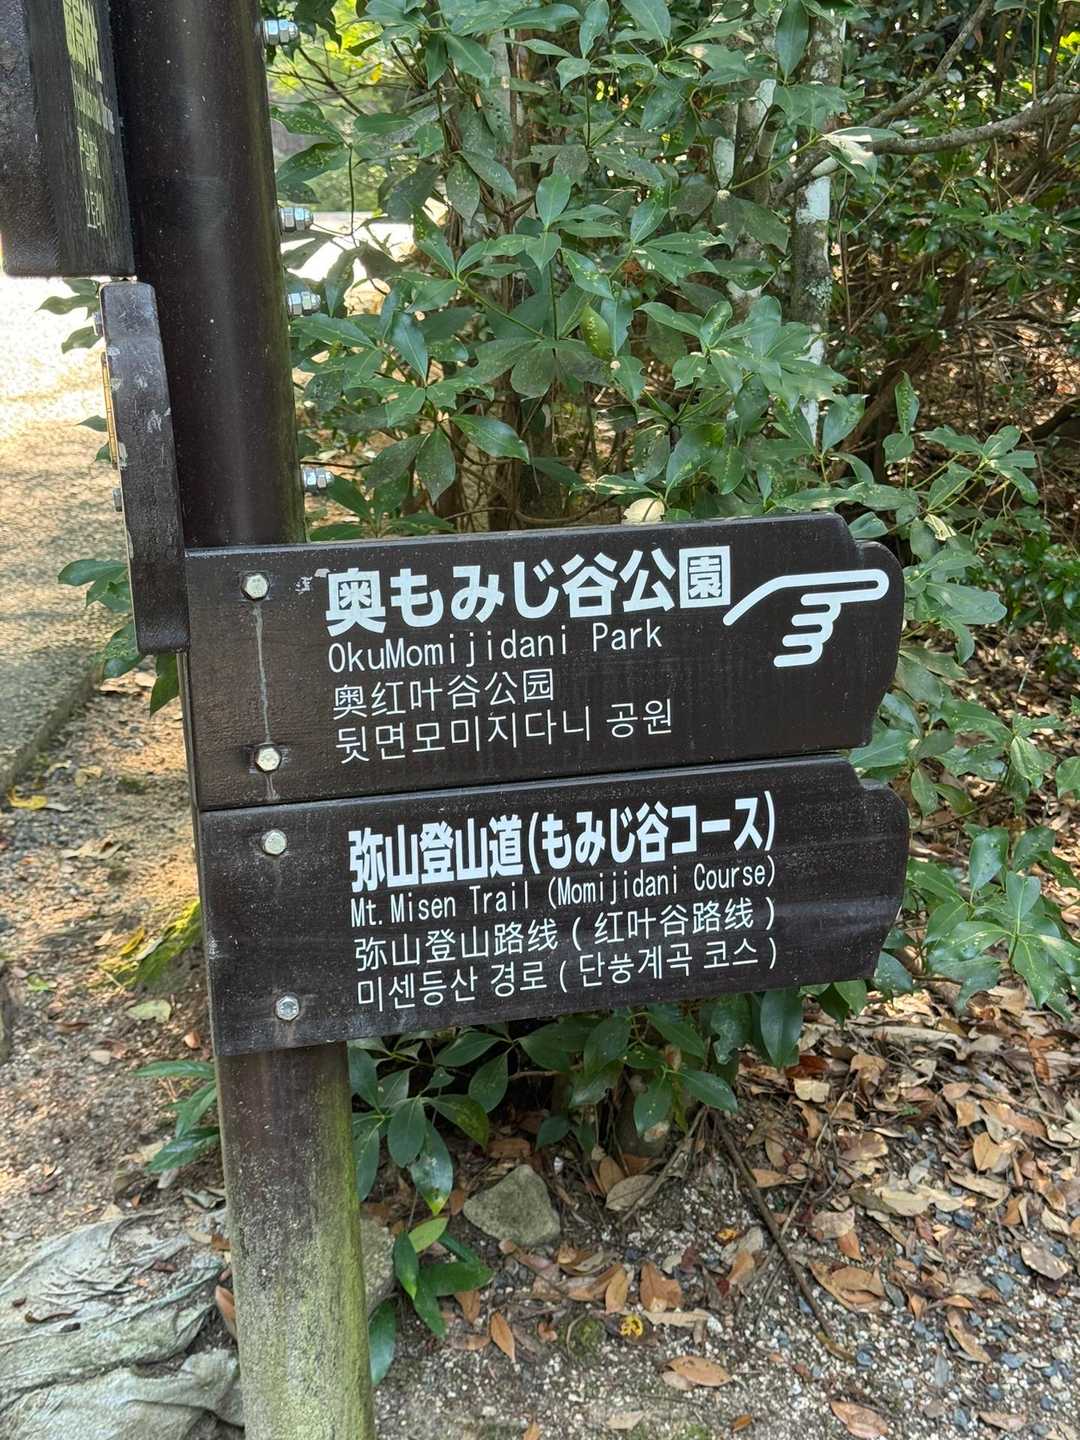 奥もみじ谷公園
OkuMomijidani Park
奥红叶谷公园
뒷면모미지다니 공원
弥山登山道(もみじ谷コース)
Mt. Misen Trail (Momijidani Course)
弥山登山路线 ( 红叶谷路线 )
미센등산 경로 ( 단풍계곡 코스 )